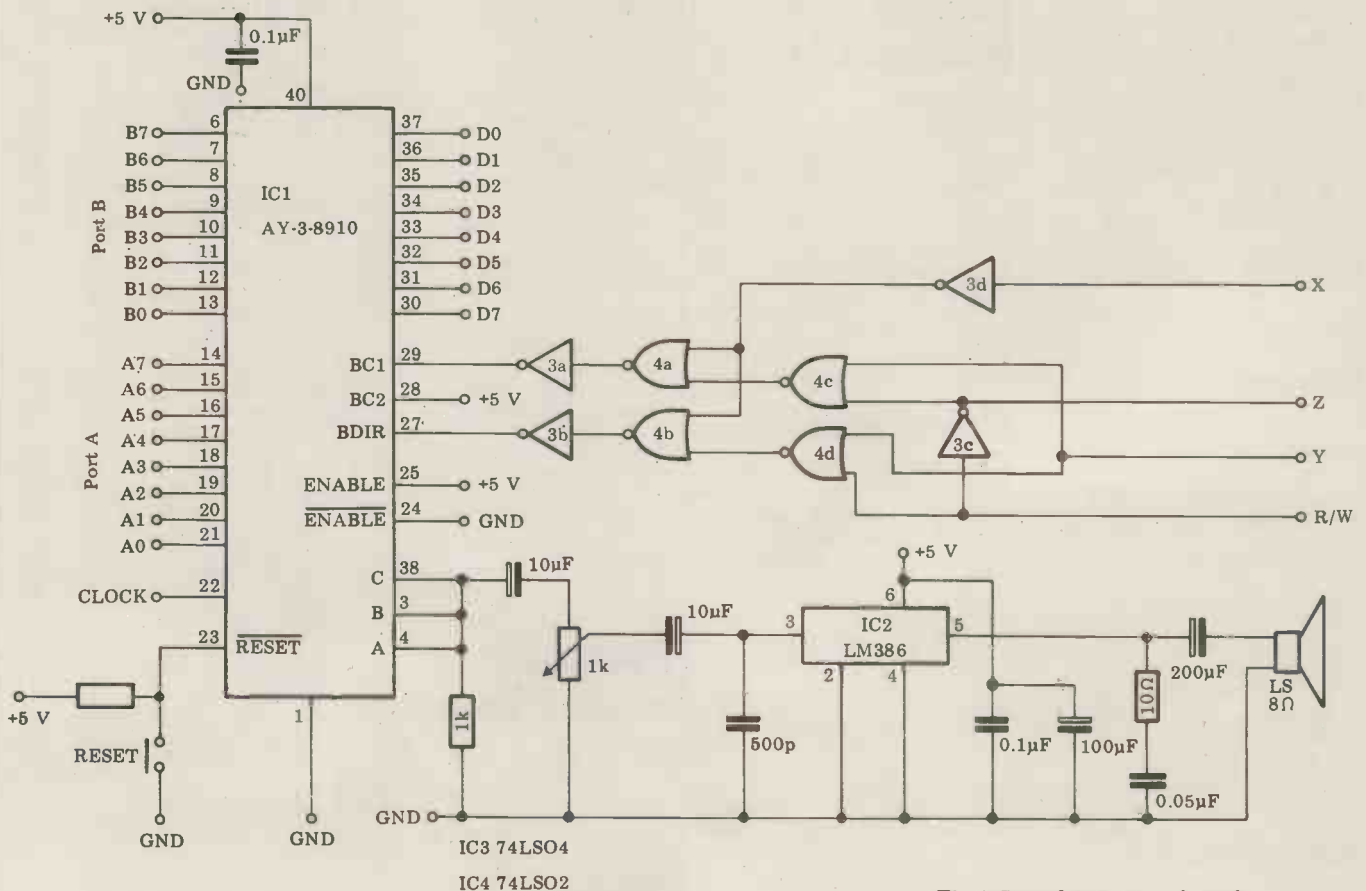 +5 V
0.1µF
GND
40
B7 6 37 D0
B6 7 36 D1
B5 8 35 D2
B4 9 34 D3
B3 10 33 D4
B2 11 32 D5
B1 12 31 D6
B0 13 30 D7
Port B
IC1
AY-3-8910
3d X
A7 14
A6 15
A5 16
A4 17
A3 18
A2 19
A1 20
A0 21
Port A
BC1 29 3a 4a 4c
BC2 28 +5 V
BDIR 27 3b 4b 4d
3c
Z
Y
R/W
ENABLE 25 +5 V
ENABLE 24 GND
CLOCK 22
23 RESET
+5 V
RESET
GND
1
GND
C 38
B 3
A 4
10µF
1k
1k
10µF
500p
+5 V
6
3 IC2 5
LM386
2 4
0.1µF
100µF
10Ω
0.05µF
200µF
LS
8Ω
GND
IC3 74LSO4
IC4 74LSO2